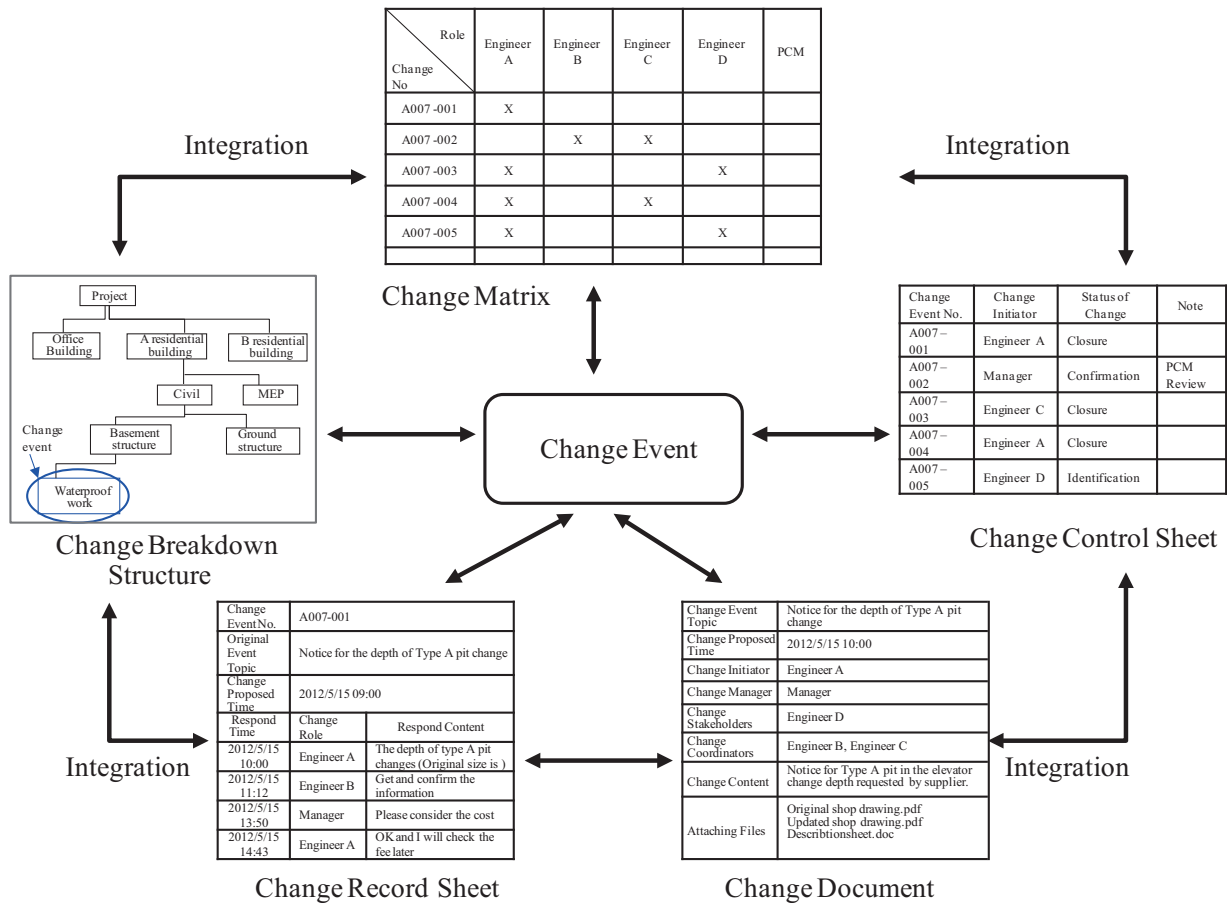 Role
Change
No
Engineer
A
Engineer
B
Engineer
C
Engineer
D
PCM
A007 -001 X
A007 -002 X X
A007 -003 X X
A007 -004 X X
A007 -005 X X
Change Matrix
Integration
Integration
Project
Office
Building
A residential
building
B residential
building
Civil
MEP
Change
event
Basement
structure
Ground
structure
Waterproof
work
Change Breakdown
Structure
Change Event
Change
Event No.
Change
Initiator
Status of
Change
Note
A007 –
001
Engineer A
Closure
A007 –
002
Manager
Confirmation
PCM
Review
A007 –
003
Engineer C
Closure
A007 –
004
Engineer A
Closure
A007 –
005
Engineer D
Identification
Change Control Sheet
Integration
Change
Event No.
A007-001
Original
Event
Topic
Notice for the depth of Type A pit change
Change
Proposed
Time
2012/5/15 09:00
Respond
Time
Change
Role
Respond Content
2012/5/15
10:00
Engineer A
The depth of type A pit
changes (Original size is )
2012/5/15
11:12
Engineer B
Get and confirm the
information
2012/5/15
13:50
Manager
Please consider the cost
2012/5/15
14:43
Engineer A
OK and I will check the
fee later
Change Record Sheet
Change Event
Topic
Notice for the depth of Type A pit
change
Change Proposed
Time
2012/5/15 10:00
Change Initiator
Engineer A
Change Manager
Manager
Change
Stakeholders
Engineer D
Change
Coordinators
Engineer B, Engineer C
Change Content
Notice for Type A pit in the elevator
change depth requested by supplier.
Attaching Files
Original shop drawing.pdf
Updated shop drawing.pdf
Describtionsheet.doc
Change Document
Integration